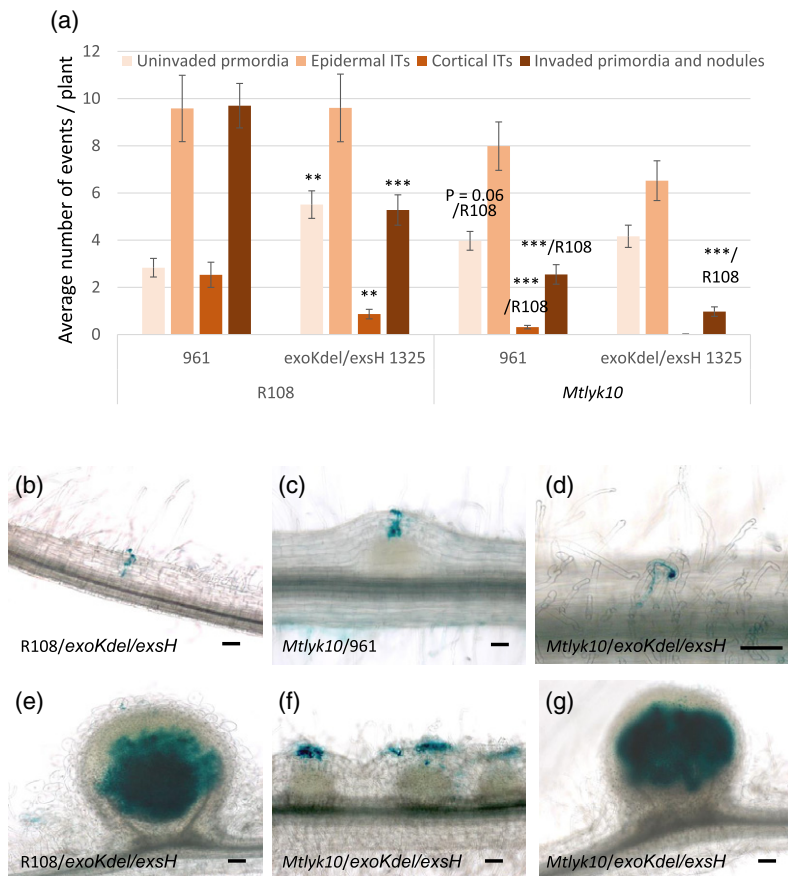 (a)
12
10
8
6
4
2
0
Average number of events / plant
Uninvaded prmordia Epidermal ITs Cortical ITs Invaded primordia and nodules
**
***
**
P = 0.06
/R108
***/R108
***
/R108
***/
R108
961 exoKdel/exsH 1325 961 exoKdel/exsH 1325
R108 Mtlyk10
(b)
R108/exoKdel/exsH
(c)
Mtlyk10/961
(d)
Mtlyk10/exoKdel/exsH
(e)
R108/exoKdel/exsH
(f)
Mtlyk10/exoKdel/exsH
(g)
Mtlyk10/exoKdel/exsH